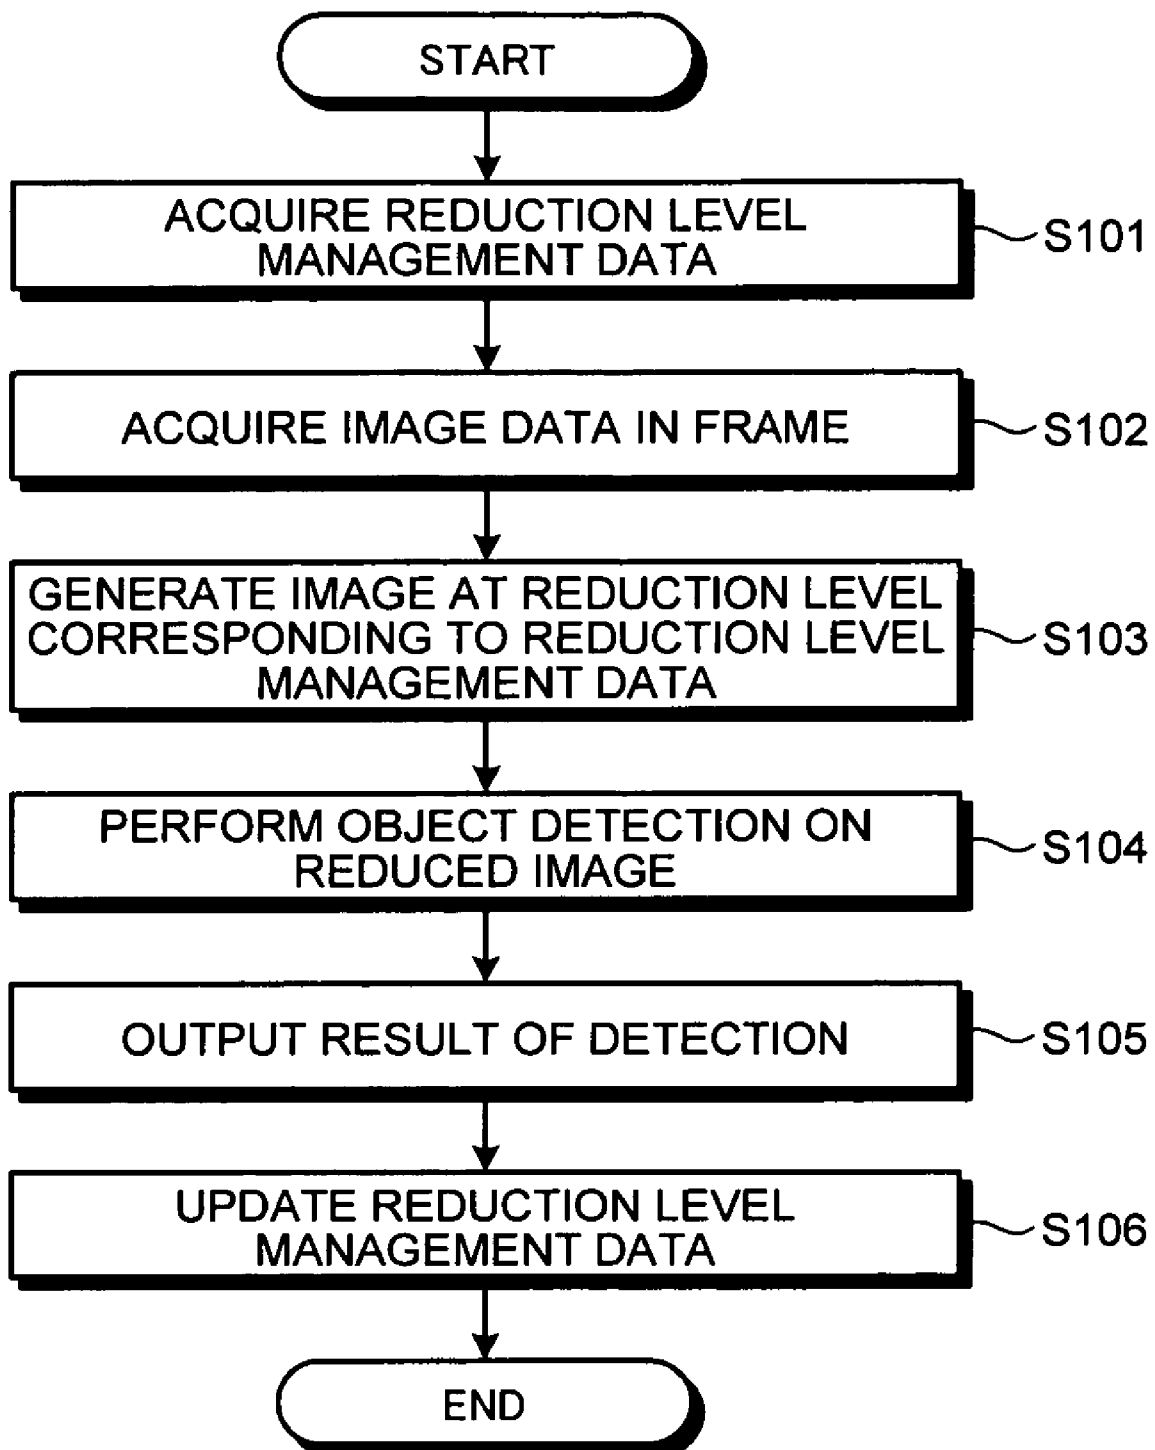 START
ACQUIRE REDUCTION LEVEL
MANAGEMENT DATA
S101
ACQUIRE IMAGE DATA IN FRAME
S102
GENERATE IMAGE AT REDUCTION LEVEL
CORRESPONDING TO REDUCTION LEVEL
MANAGEMENT DATA
S103
PERFORM OBJECT DETECTION ON
REDUCED IMAGE
S104
OUTPUT RESULT OF DETECTION
S105
UPDATE REDUCTION LEVEL
MANAGEMENT DATA
S106
END